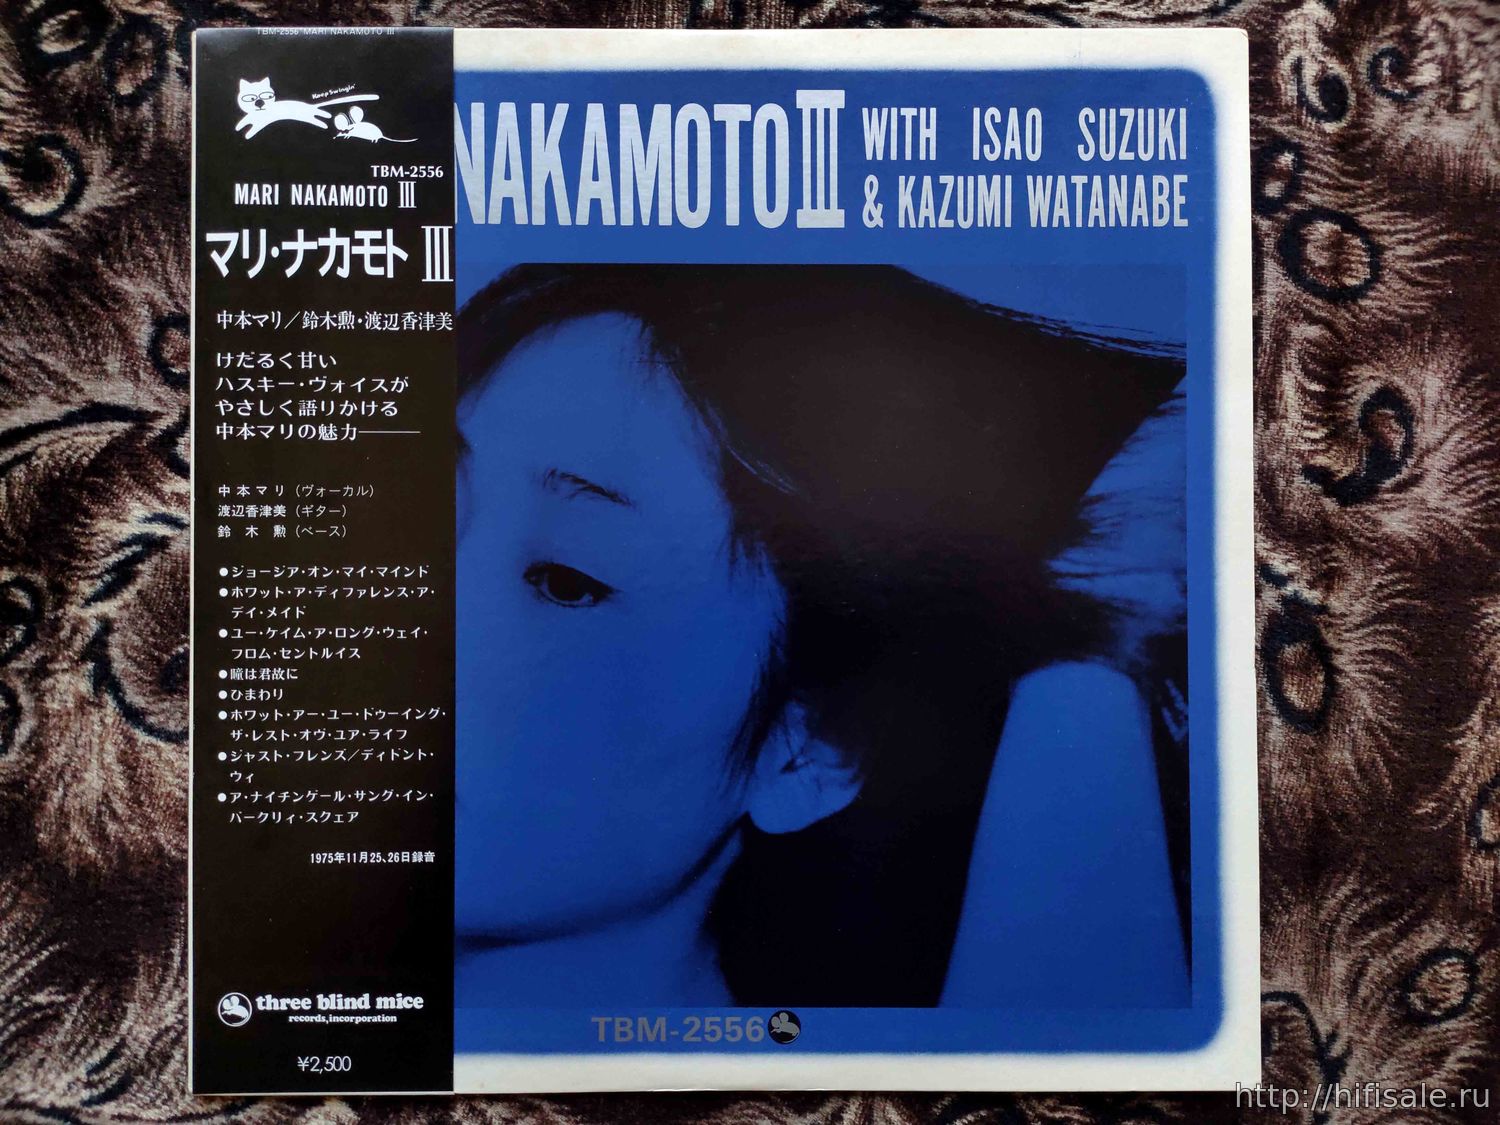 TBM-2556 "MARI NAKAMOTO III"
Keep Swingin'
TBM-2556
MARI NAKAMOTO III
マリ・ナカモト III
中本マリ／鈴木勲・渡辺香津美
けだるく甘い
ハスキー・ヴォイスが
やさしく語りかける
中本マリの魅力――
中本マリ（ヴォーカル）
渡辺香津美（ギター）
鈴木勲（ベース）
●ジョージア・オン・マイ・マインド
●ホワット・ア・ディファレンス・ア・
デイ・メイド
●ユー・ケイム・ア・ロング・ウェイ・
フロム・セントルイス
●瞳は君故に
●ひまわり
●ホワット・アー・ユー・ドゥーイング・
ザ・レスト・オヴ・ユア・ライフ
●ジャスト・フレンズ／ディドント・
ウィ
●ア・ナイチンゲール・サング・イン・
バークリィ・スクェア
1975年11月25、26日録音
three blind mice
records, incorporation
¥2,500
NAKAMOTO III
WITH ISAO SUZUKI
& KAZUMI WATANABE
TBM-2556
http://hifisale.ru